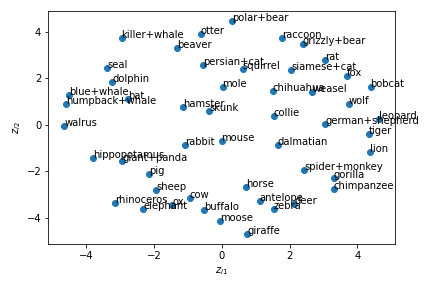 polar+bear
killer+whale
otter
raccoon
beaver
grizzly+bear
rat
persian+cat
squirrel
siamese+cat
seal
fox
dolphin
mole
bobcat
chihuahua
weasel
blue+whale
bat
humpback+whale
wolf
hamster
skunk
collie
leopard
walrus
german+shepherd
tiger
rabbit
mouse
dalmatian
lion
hippopotamus
giant+panda
spider+monkey
pig
gorilla
sheep
horse
chimpanzee
rhinoceros
elephant
ox
cow
antelope
deer
buffalo
zebra
moose
giraffe
4
2
0
−2
−4
z_{i2}
−4 −2 0 2 4
z_{i1}